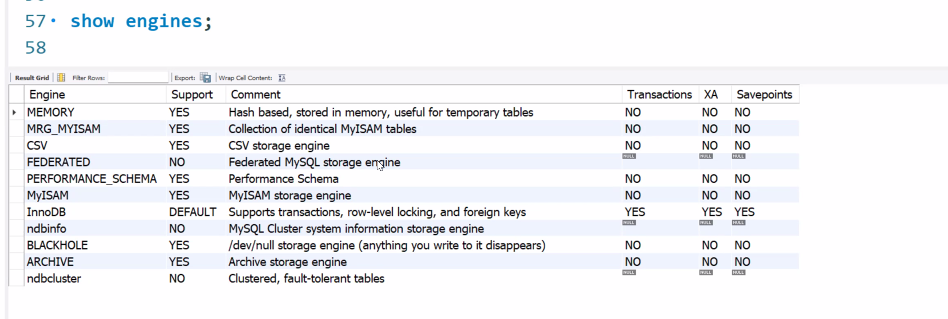 57 show engines;
58
Result Grid Filter Rows: Export: Wrap Cell Content:
Engine Support Comment Transactions XA Savepoints
MEMORY YES Hash based, stored in memory, useful for temporary tables NO NO NO
MRG_MYISAM YES Collection of identical MyISAM tables NO NO NO
CSV YES CSV storage engine NO NO NO
FEDERATED NO Federated MySQL storage engine NULL NULL NULL
PERFORMANCE_SCHEMA YES Performance Schema NO NO NO
MyISAM YES MyISAM storage engine NO NO NO
InnoDB DEFAULT Supports transactions, row-level locking, and foreign keys YES YES YES
ndbinfo NO MySQL Cluster system information storage engine NULL NULL NULL
BLACKHOLE YES /dev/null storage engine (anything you write to it disappears) NO NO NO
ARCHIVE YES Archive storage engine NO NO NO
ndbcluster NO Clustered, fault-tolerant tables NULL NULL NULL